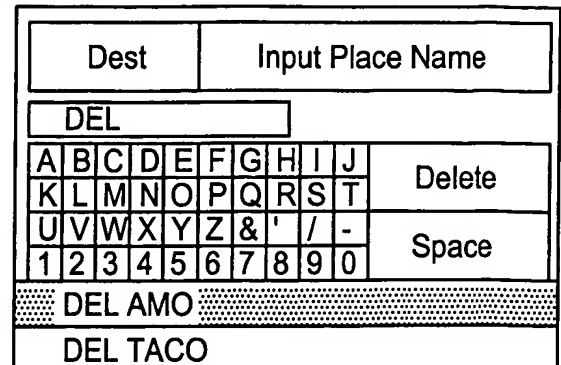 Dest Input Place Name
DEL
A B C D E F G H I J
K L M N O P Q R S T
Delete
U V W X Y Z & ' / -
1 2 3 4 5 6 7 8 9 0
Space
DEL AMO
DEL TACO